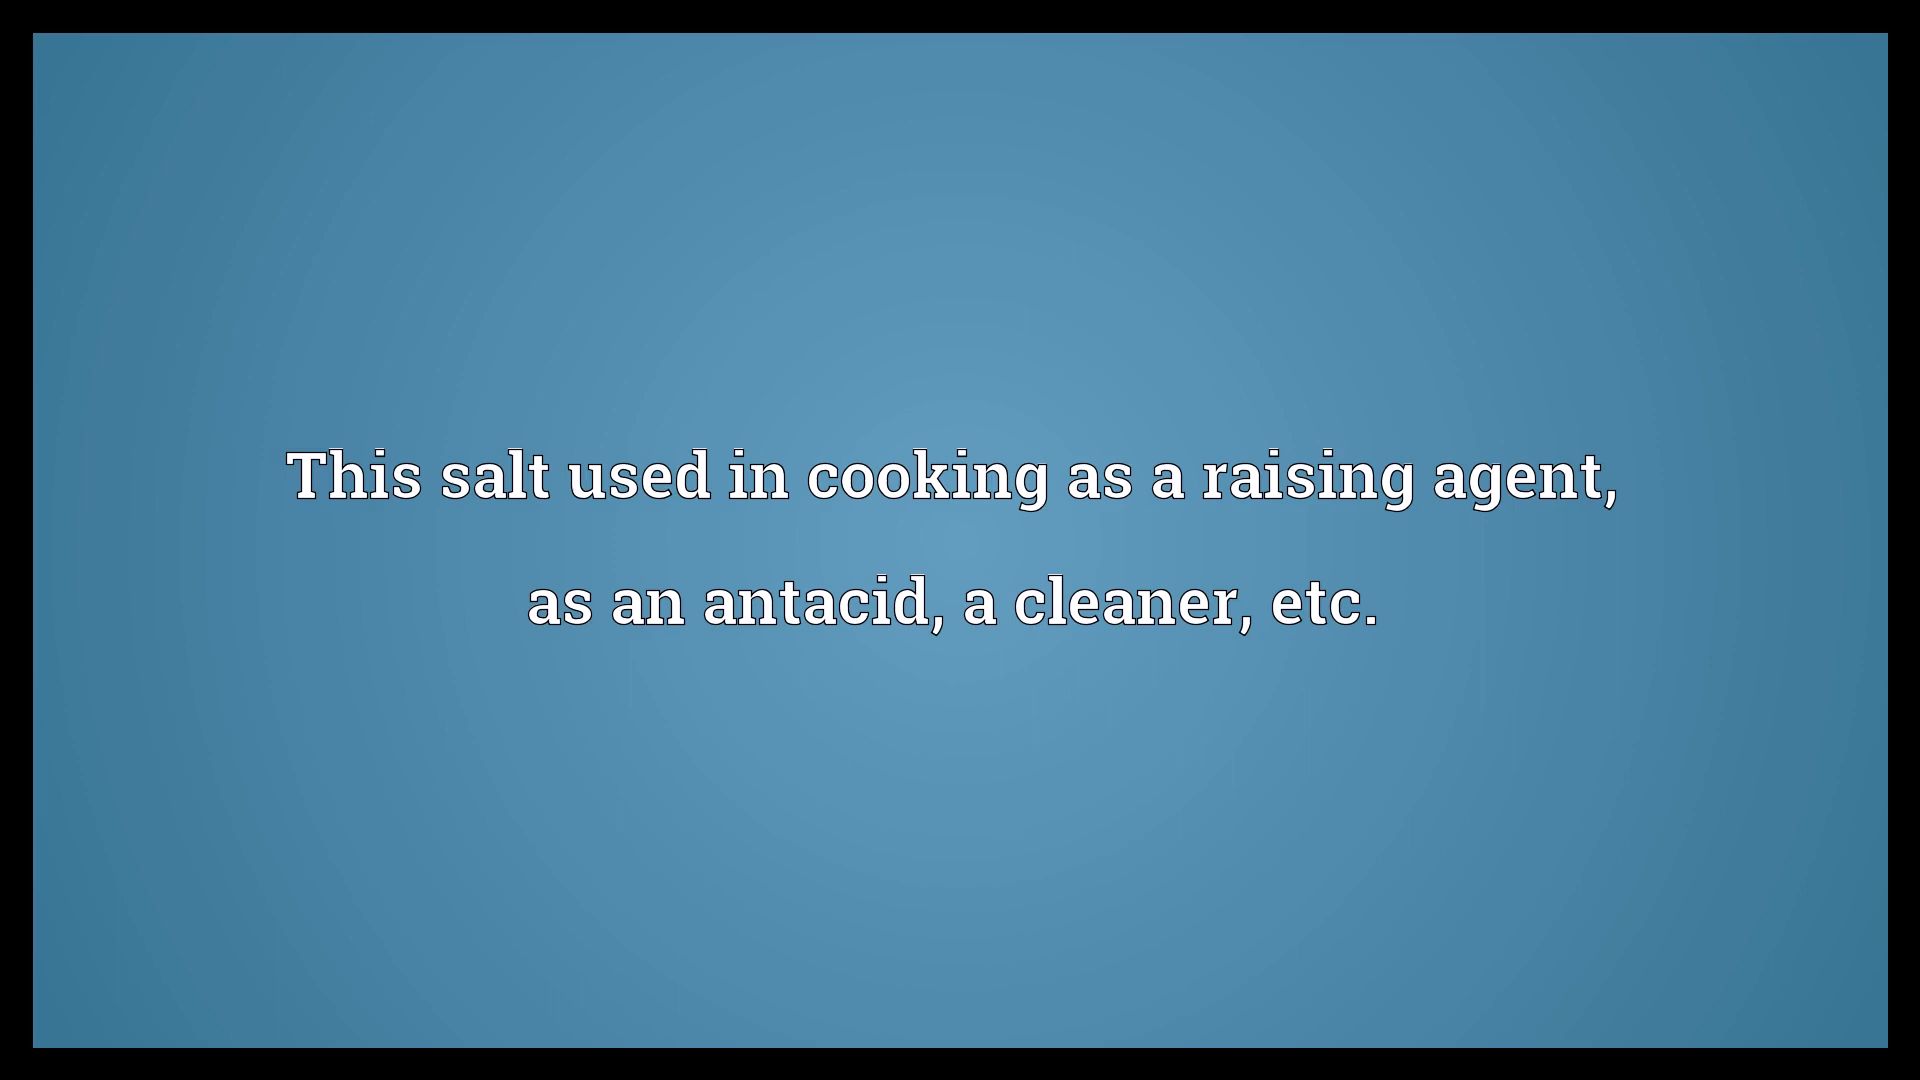 This salt used in cooking as a raising agent,
as an antacid, a cleaner, etc.